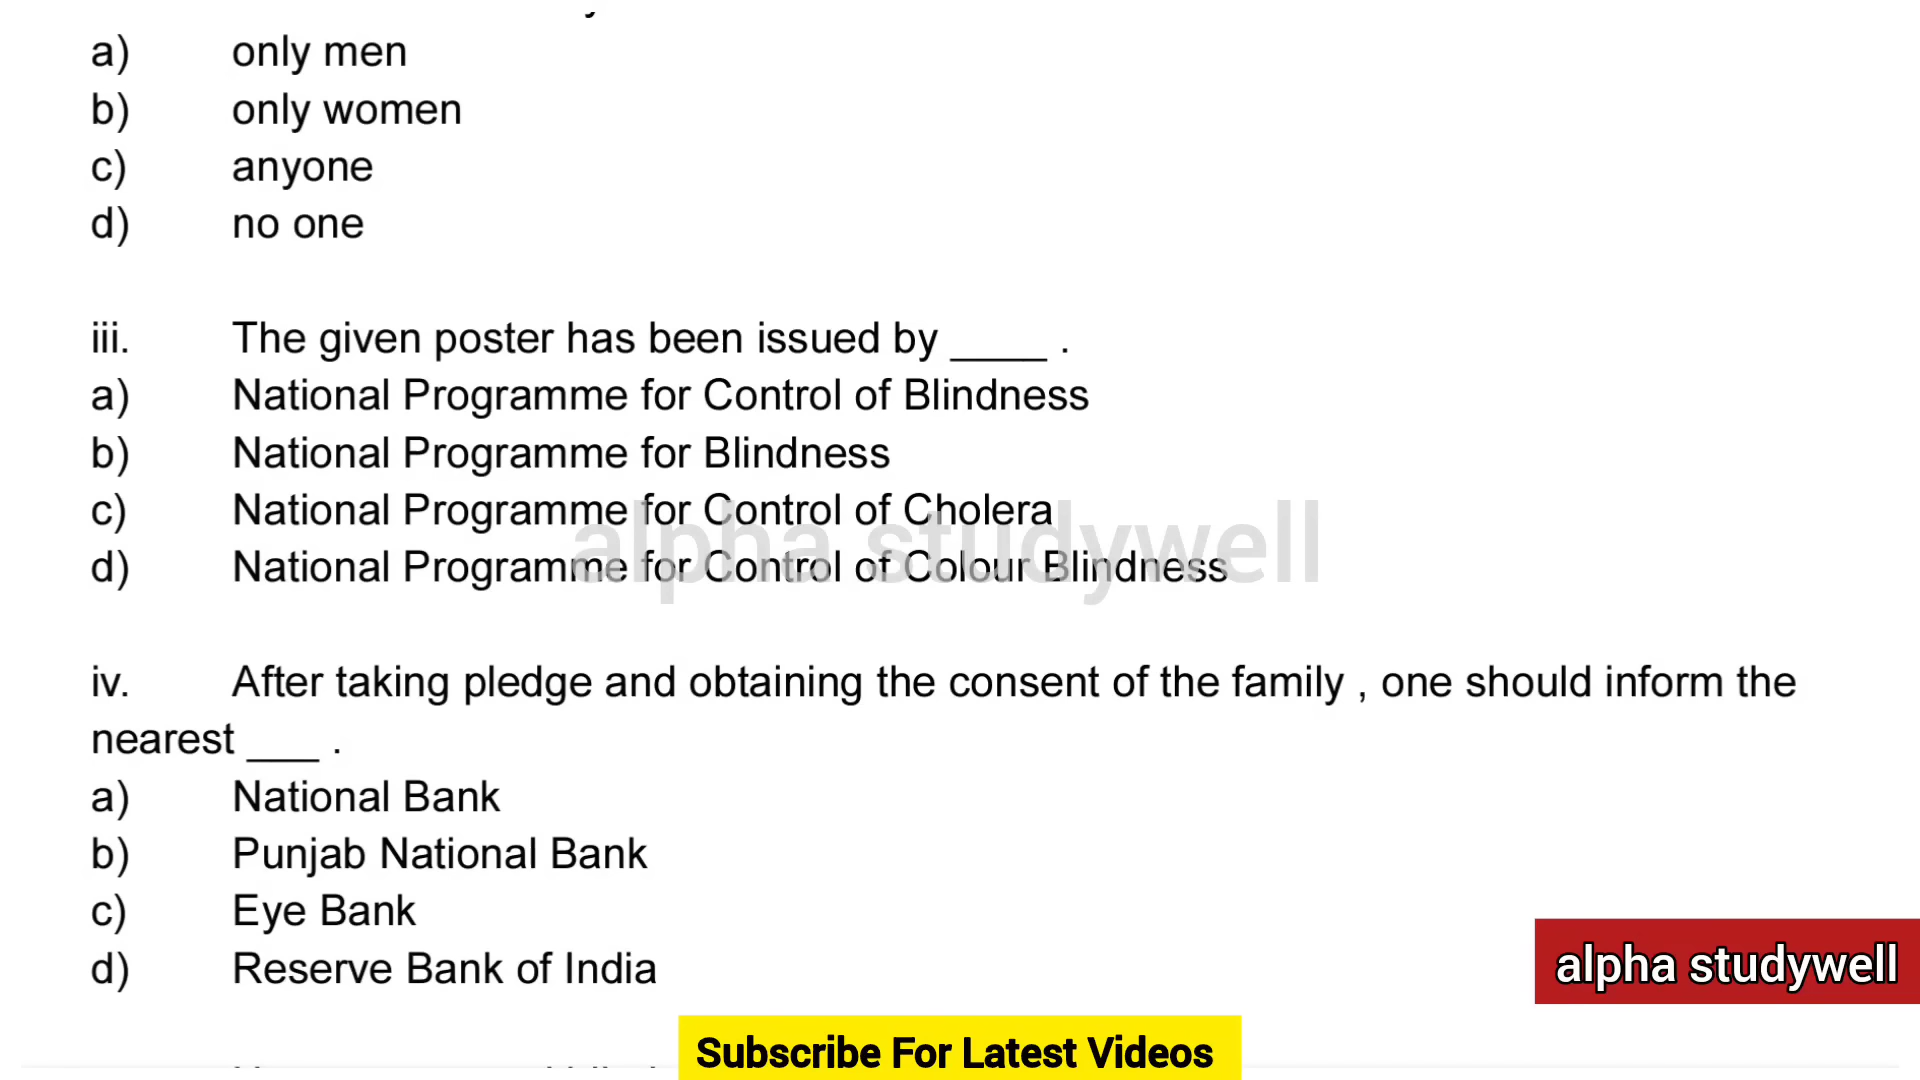 a) only men
b) only women
c) anyone
d) no one
iii. The given poster has been issued by ____ .
a) National Programme for Control of Blindness
b) National Programme for Blindness
c) National Programme for Control of Cholera
d) National Programme for Control of Colour Blindness
alpha studywell
iv. After taking pledge and obtaining the consent of the family , one should inform the
nearest ___ .
a) National Bank
b) Punjab National Bank
c) Eye Bank
d) Reserve Bank of India
alpha studywell
Subscribe For Latest Videos